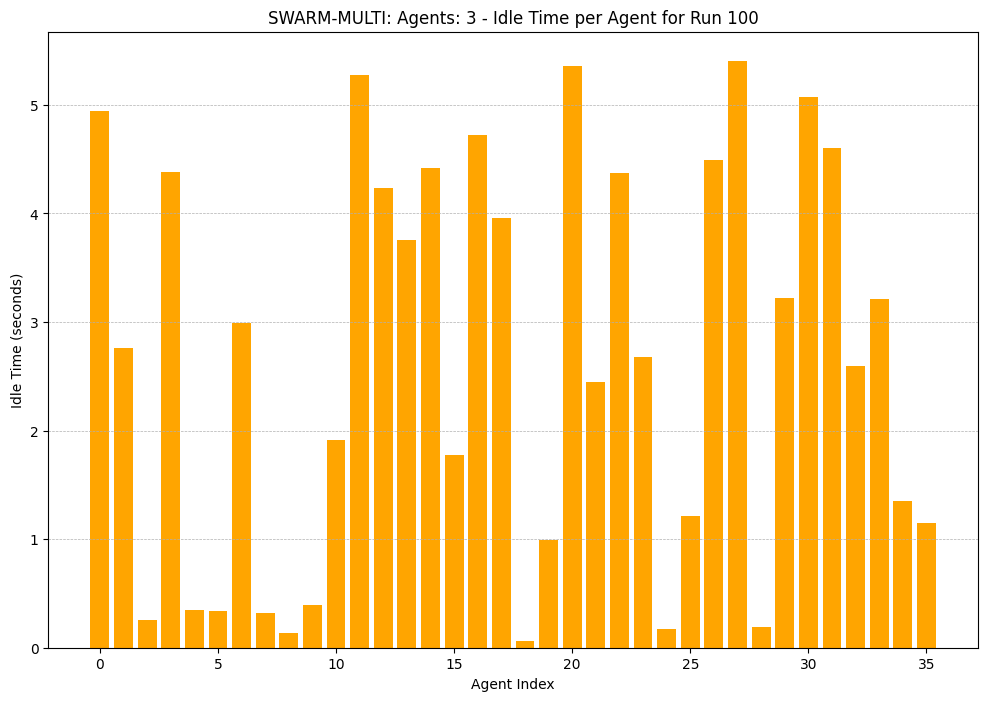 SWARM-MULTI: Agents: 3 - Idle Time per Agent for Run 100
Idle Time (seconds)
5
4
3
2
1
0
0 5 10 15 20 25 30 35
Agent Index